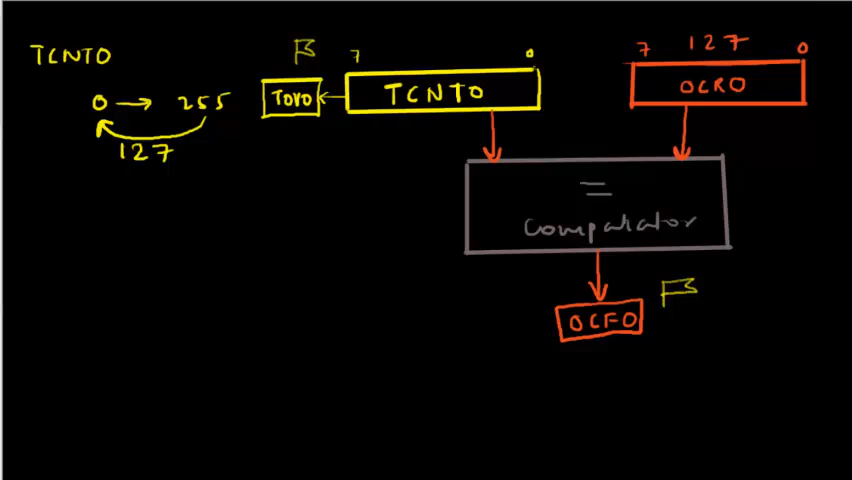 TCNT0
0 → 255
127
7 0
TOV0 ← TCNT0
7 127 0
OCR0
=
Comparator
OCF0